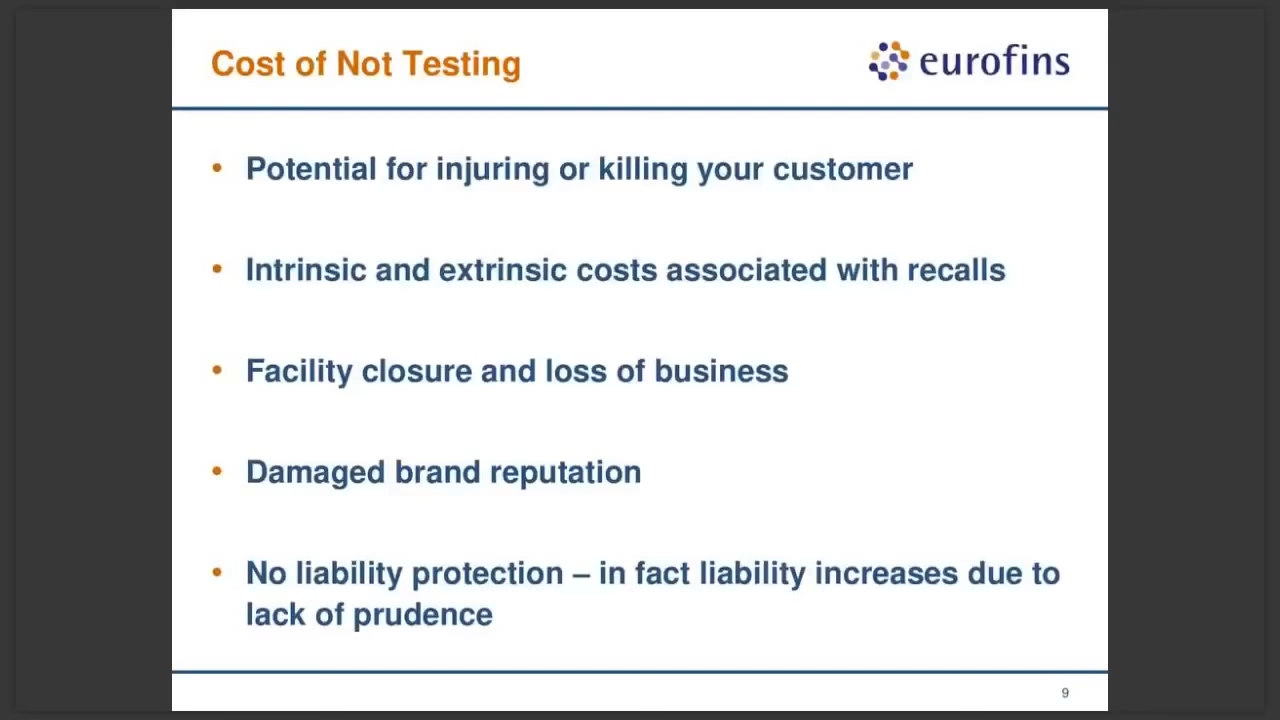 Cost of Not Testing
eurofins
• Potential for injuring or killing your customer
• Intrinsic and extrinsic costs associated with recalls
• Facility closure and loss of business
• Damaged brand reputation
• No liability protection – in fact liability increases due to
lack of prudence
9